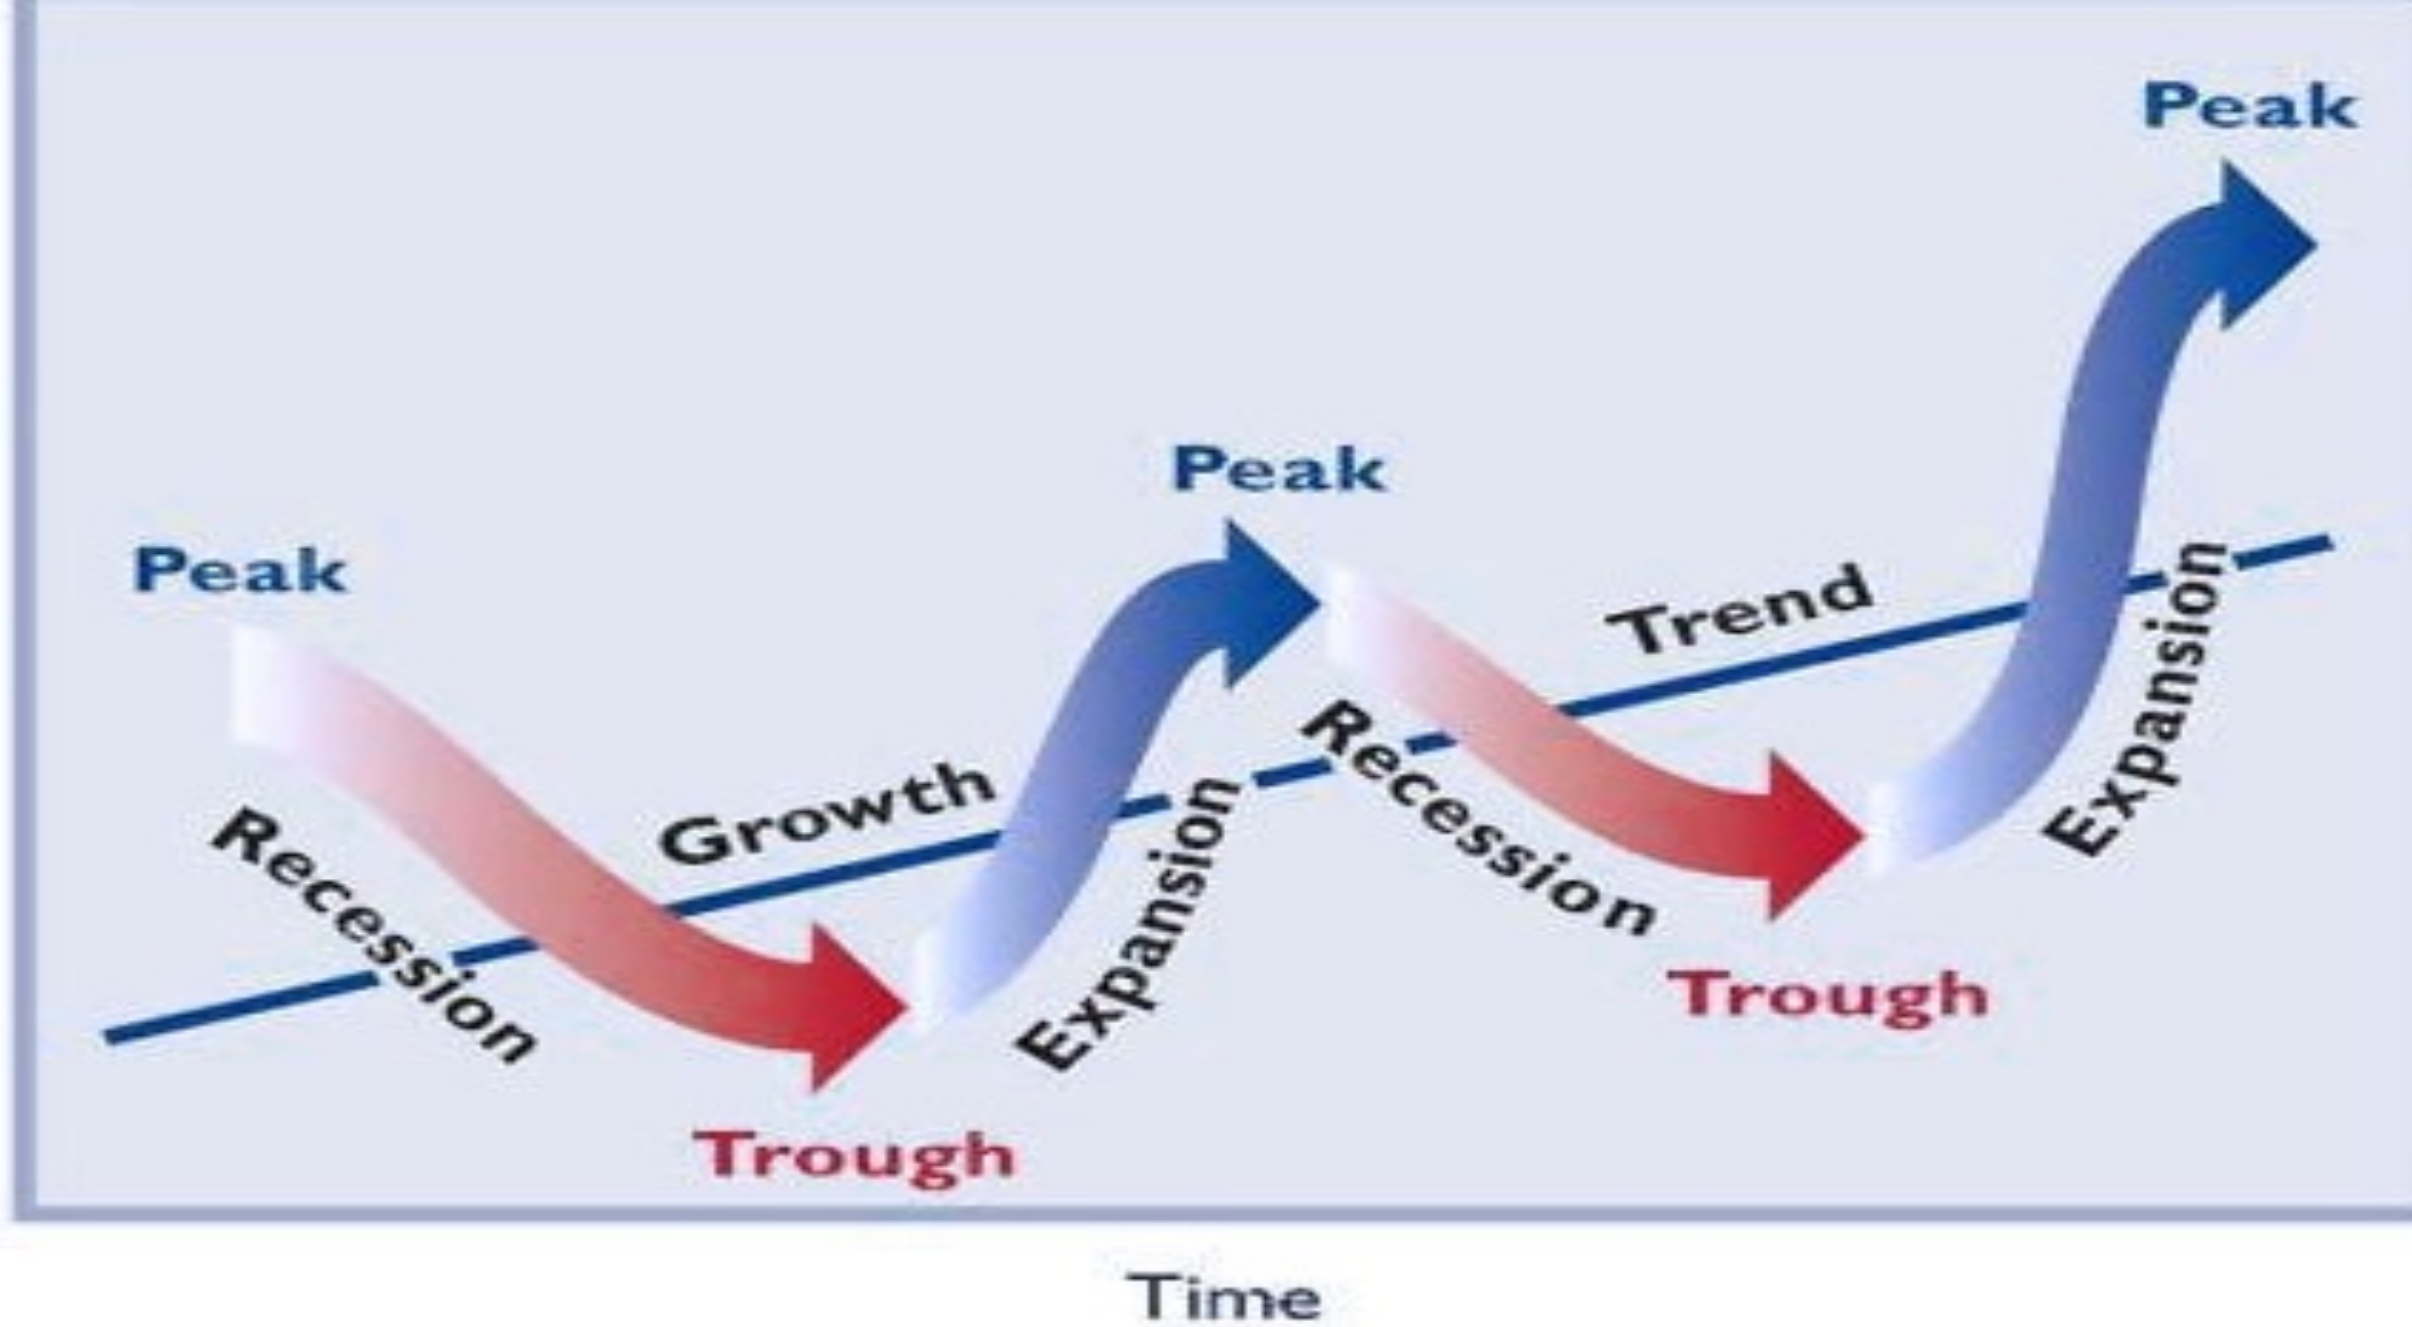 Peak
Peak
Peak
Growth
Trend
Recession
Expansion
Recession
Expansion
Trough
Trough
Time